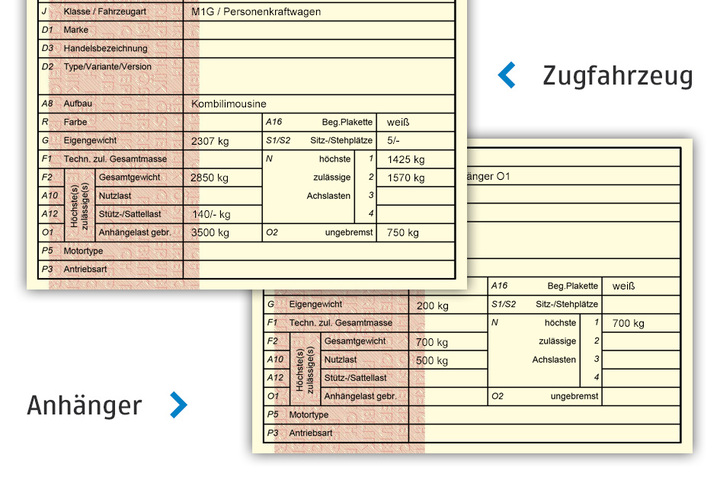 J Klasse / Fahrzeugart M1G / Personenkraftwagen
D1 Marke
D3 Handelsbezeichnung
D2 Type/Variante/Version
Zugfahrzeug
A8 Aufbau Kombilimousine
R Farbe A16 Beg.Plakette weiß
G Eigengewicht 2307 kg S1/S2 Sitz-/Stehplätze 5/-
F1 Techn. zul. Gesamtmasse N höchste 1 1425 kg
F2 Höchste(s) zulässige(s) Gesamtgewicht 2850 kg zulässige 2 1570 kg
A10 Nutzlast Achslasten 3
A12 Stütz-/Sattellast 140/- kg 4
O1 Anhängelast gebr. 3500 kg O2 ungebremst 750 kg
P5 Motortype
P3 Antriebsart
änger O1
A16 Beg.Plakette weiß
G Eigengewicht 200 kg S1/S2 Sitz-/Stehplätze
F1 Techn. zul. Gesamtmasse N höchste 1 700 kg
F2 Höchste(s) zulässige(s) Gesamtgewicht 700 kg zulässige 2
A10 Nutzlast 500 kg Achslasten 3
A12 Stütz-/Sattellast 4
O1 Anhängelast gebr. O2 ungebremst
P5 Motortype
P3 Antriebsart
Anhänger